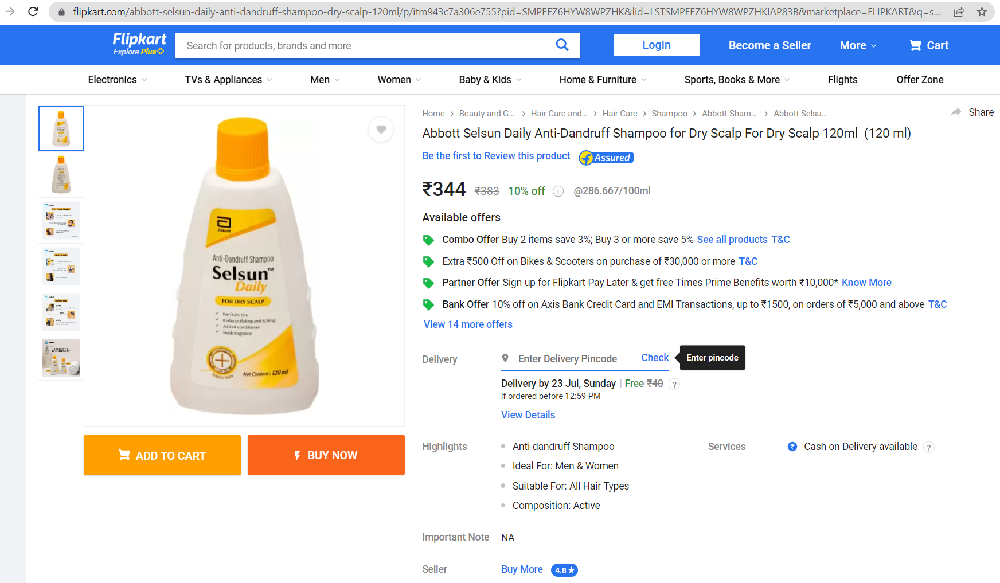 flipkart.com/abbott-selsun-daily-anti-dandruff-shampoo-dry-scalp-120ml/p/itm943c7a306e755?pid=SMPFEZ6HYW8WPZHK&lid=LSTSMPFEZ6HYW8WPZHKIAP83B&marketplace=FLIPKART&q=s...
Flipkart
Explore Plus
Search for products, brands and more
Login
Become a Seller
More
Cart
Electronics
TVs & Appliances
Men
Women
Baby & Kids
Home & Furniture
Sports, Books & More
Flights
Offer Zone
Home
Beauty and G...
Hair Care and...
Hair Care
Shampoo
Abbott Sham...
Abbott Selsu...
Share
Abbott Selsun Daily Anti-Dandruff Shampoo for Dry Scalp For Dry Scalp 120ml (120 ml)
Be the first to Review this product
Assured
₹344 ₹383 10% off @286.667/100ml
Available offers
Combo Offer Buy 2 items save 3%; Buy 3 or more save 5% See all products T&C
Extra ₹500 Off on Bikes & Scooters on purchase of ₹30,000 or more T&C
Partner Offer Sign-up for Flipkart Pay Later & get free Times Prime Benefits worth ₹10,000* Know More
Bank Offer 10% off on Axis Bank Credit Card and EMI Transactions, up to ₹1500, on orders of ₹5,000 and above T&C
View 14 more offers
Delivery
Enter Delivery Pincode
Check
Enter pincode
Delivery by 23 Jul, Sunday | Free ₹40 ?
if ordered before 12:59 PM
View Details
Highlights
Anti-dandruff Shampoo
Ideal For: Men & Women
Suitable For: All Hair Types
Composition: Active
Services
Cash on Delivery available ?
Important Note
NA
Seller
Buy More
4.8
Abbott
Anti-Dandruff Shampoo
Selsun™
Daily
FOR DRY SCALP
For Daily Use
Reduces flaking and itching
Added conditioner
Fresh fragrance
SELSUN
SINCE 1959
Net Content: 120 ml
ADD TO CART
BUY NOW
DISCOVER THE
COMPLETE RANGE